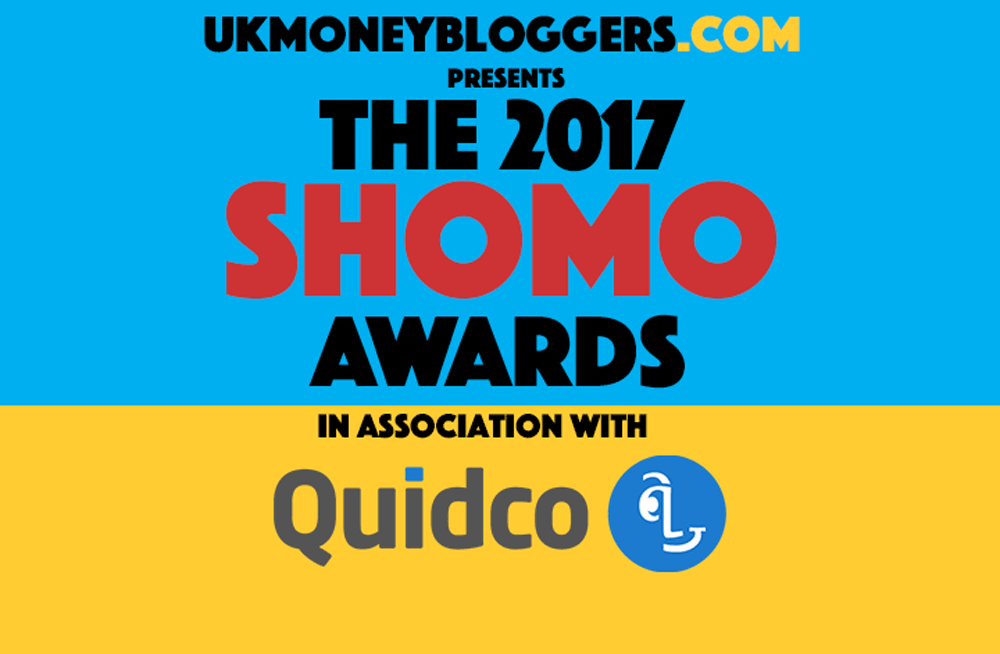 UKMONEYBLOGGERS.COM
PRESENTS
THE 2017
SHOMO
AWARDS
IN ASSOCIATION WITH
Quidco